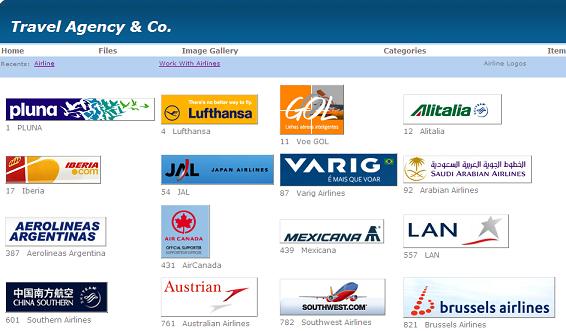 Travel Agency & Co.
Home Files Image Gallery Categories Item
Recents: Airline Work With Airlines Airline Logos
pluna
1 PLUNA
There's no better way to fly.
Lufthansa
4 Lufthansa
GOL
Linhas aéreas inteligentes
11 Voe GOL
Alitalia
12 Alitalia
IBERIA
.com
17 Iberia
JAL JAPAN AIRLINES
54 JAL
VARIG
É MAIS QUE VOAR
87 Varig Airlines
الخطوط الجوية العربية السعودية
SAUDI ARABIAN AIRLINES
92 Arabian Airlines
AEROLINEAS
ARGENTINAS
387 Aerolineas Argentina
AIR CANADA
OFFICIAL SUPPORTER
SUPPORTEUR OFFICIEL
431 AirCanada
MEXICANA
439 Mexicana
LAN
557 LAN
中国南方航空
CHINA SOUTHERN
601 Southern Airlines
Austrian
761 Australian Airlines
SOUTHWEST.COM
782 Southwest Airlines
brussels airlines
821 Brussels Airlines